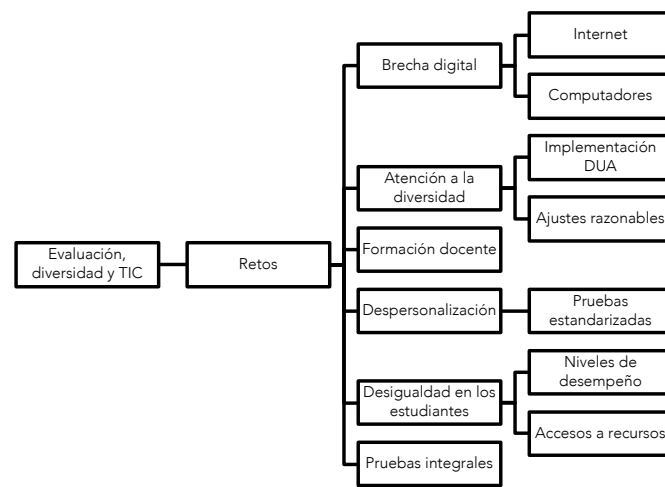 Evaluación,
diversidad y TIC
Retos
Brecha digital
Internet
Computadores
Atención a la
diversidad
Implementación
DUA
Ajustes razonables
Formación docente
Despersonalización
Pruebas
estandarizadas
Desigualdad en los
estudiantes
Niveles de
desempeño
Accesos a recursos
Pruebas integrales